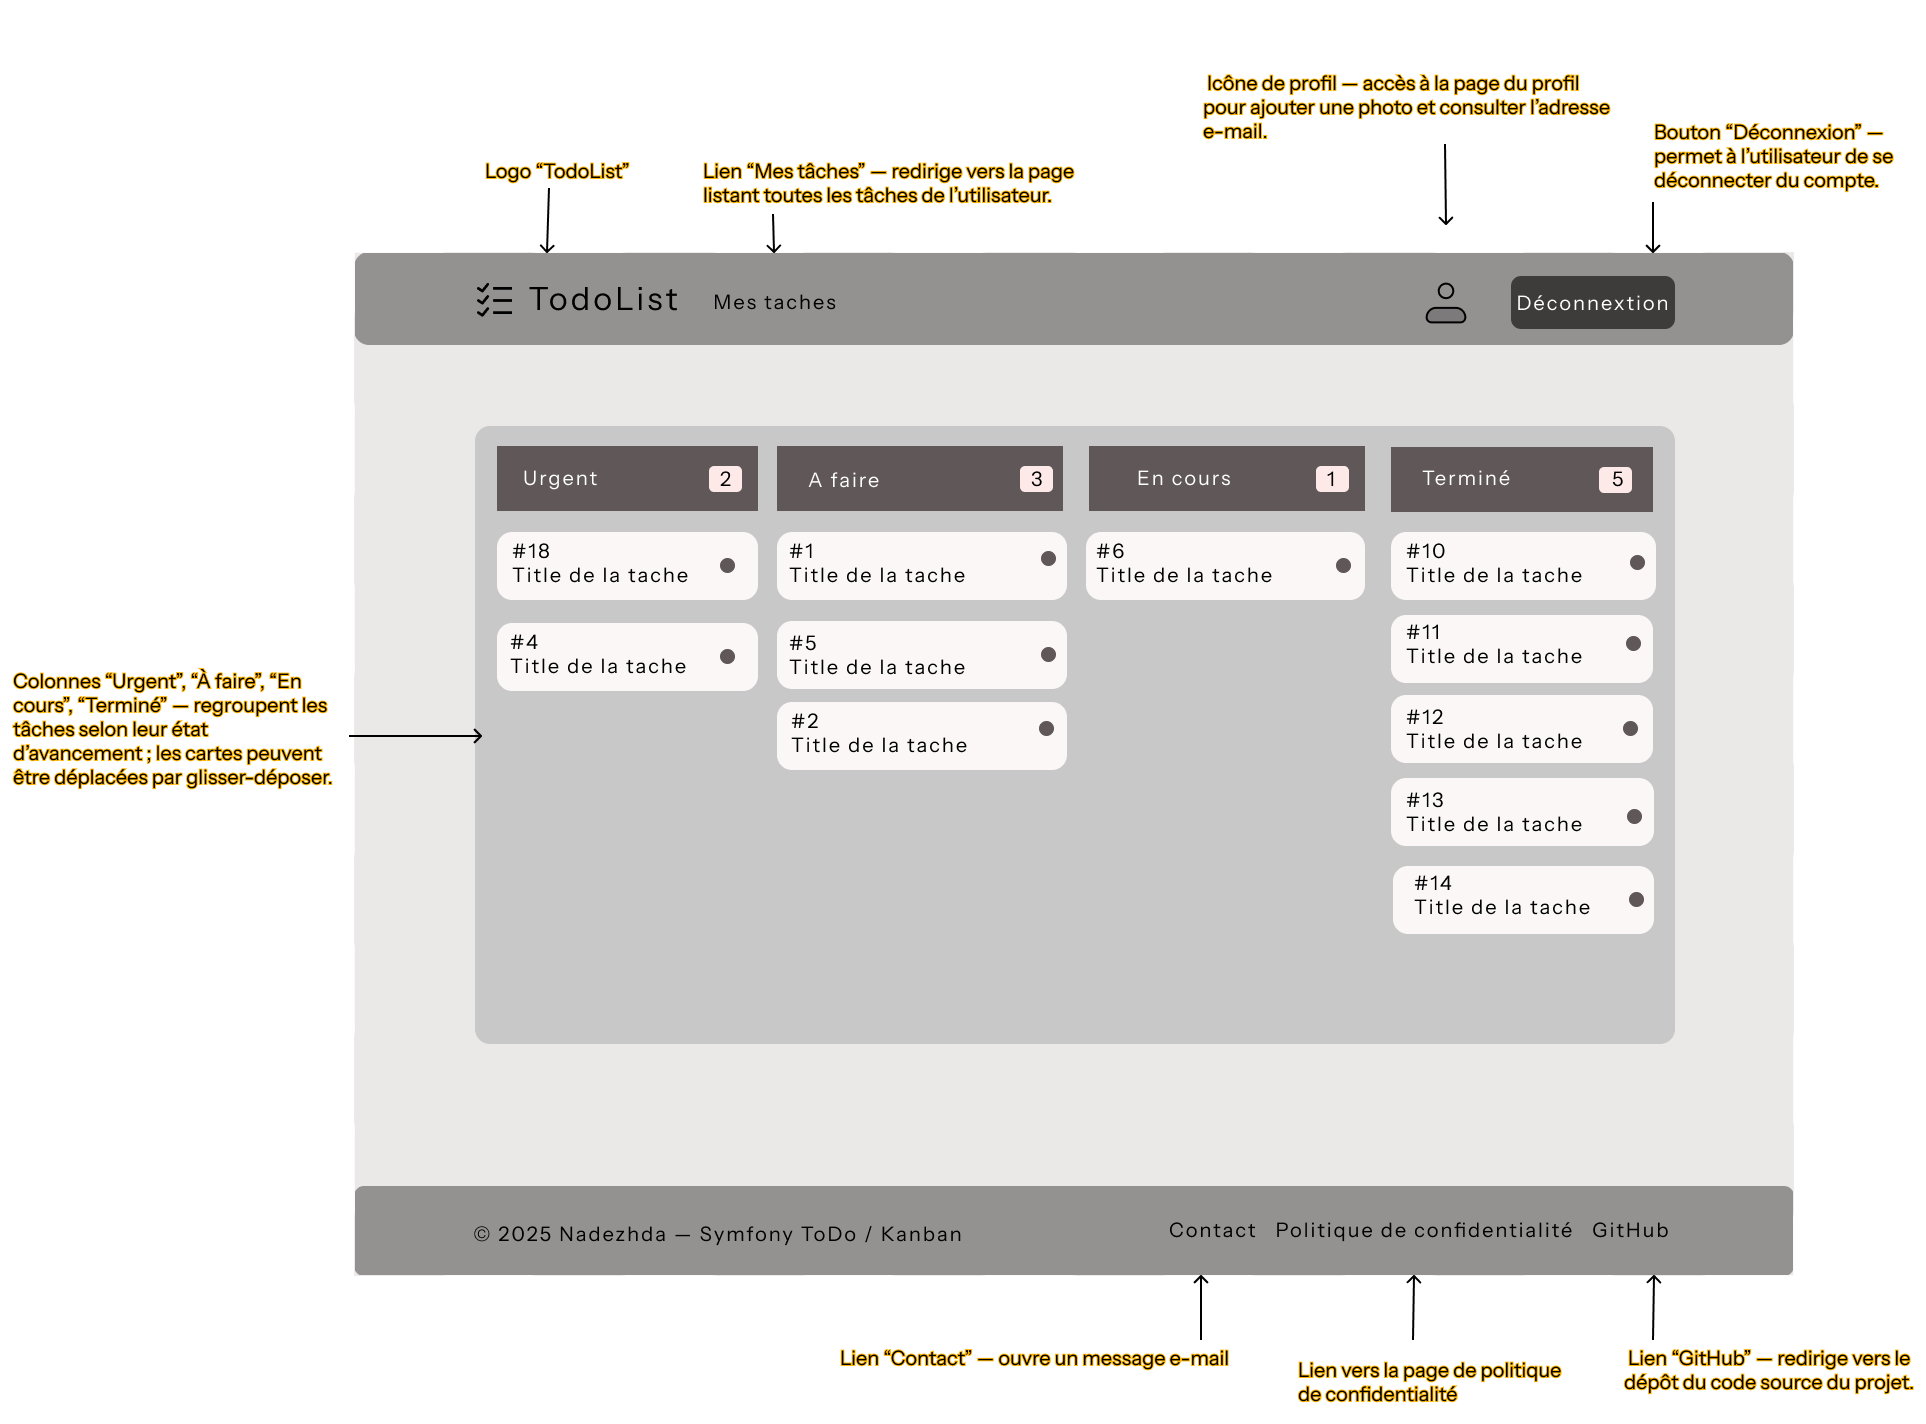 Icône de profil — accès à la page du profil
pour ajouter une photo et consulter l’adresse
e-mail.
Bouton “Déconnexion” —
permet à l’utilisateur de se
déconnecter du compte.
Logo “TodoList”
Lien “Mes tâches” — redirige vers la page
listant toutes les tâches de l’utilisateur.
TodoList
Mes taches
Déconnextion
Urgent
2
A faire
3
En cours
1
Terminé
5
#18
Title de la tache
#4
Title de la tache
#1
Title de la tache
#5
Title de la tache
#2
Title de la tache
#6
Title de la tache
#10
Title de la tache
#11
Title de la tache
#12
Title de la tache
#13
Title de la tache
#14
Title de la tache
Colonnes “Urgent”, “À faire”, “En
cours”, “Terminé” — regroupent les
tâches selon leur état
d’avancement ; les cartes peuvent
être déplacées par glisser-déposer.
© 2025 Nadezhda — Symfony ToDo / Kanban
Contact
Politique de confidentialité
GitHub
Lien “Contact” — ouvre un message e-mail
Lien vers la page de politique
de confidentialité
Lien “GitHub” — redirige vers le
dépôt du code source du projet.